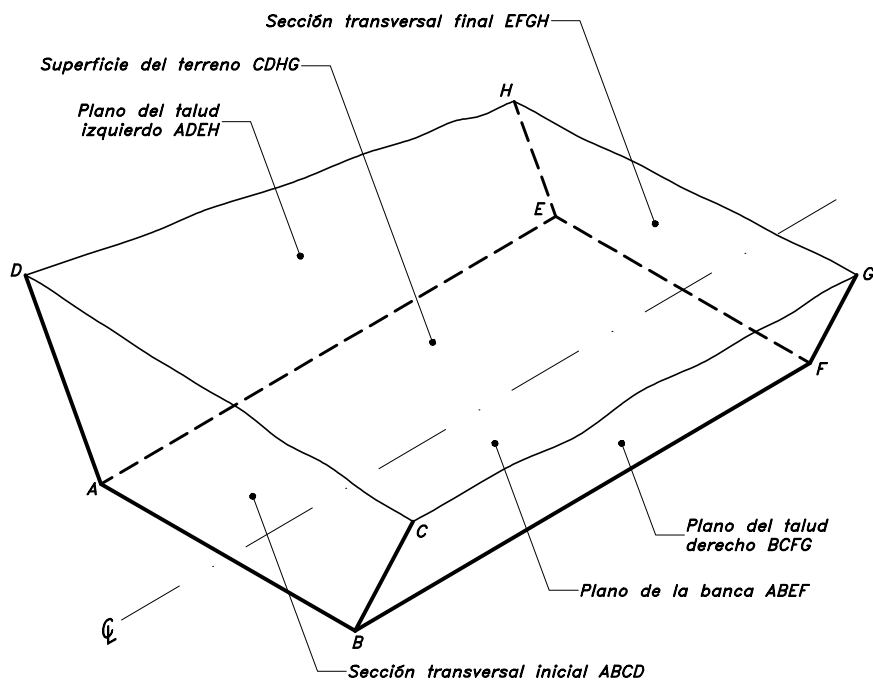 Sección transversal final EFGH
Superficie del terreno CDHG
H
Plano del talud
izquierdo ADEH
E
D
G
F
A
C
Plano del talud
derecho BCFG
Plano de la banca ABEF
℄
B
Sección transversal inicial ABCD